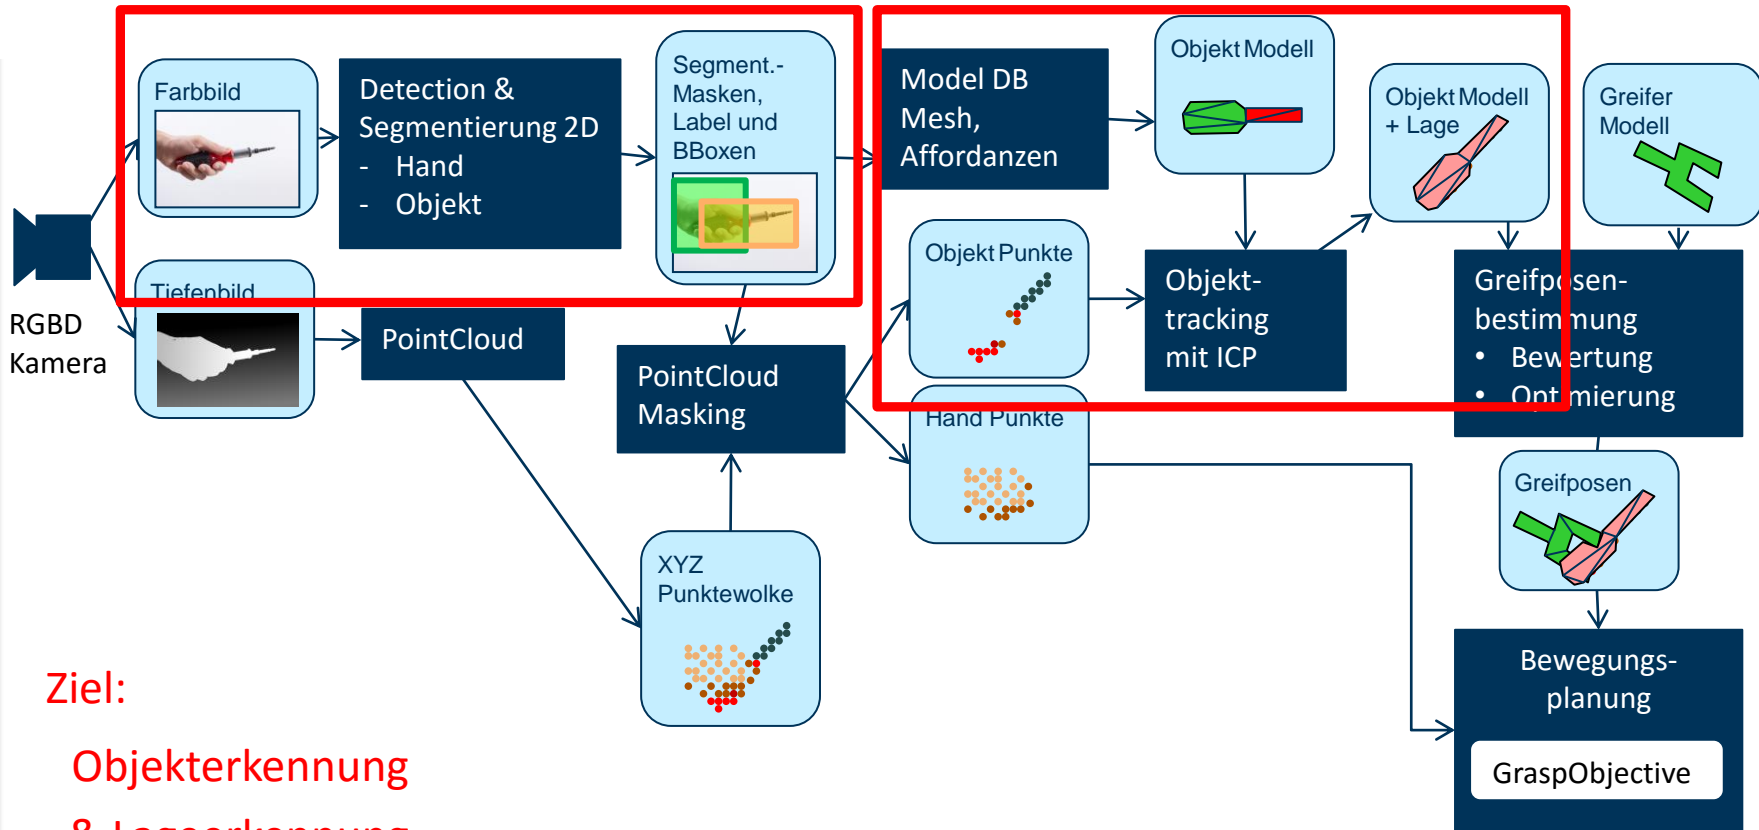 Farbbild
Detection &
Segmentierung 2D
- Hand
- Objekt
Segment.-
Masken,
Label und
BBoxen
Model DB
Mesh,
Affordanzen
Objekt Modell
Objekt Modell
+ Lage
Greifer
Modell
RGBD
Kamera
Tiefenbild
PointCloud
PointCloud
Masking
Objekt Punkte
Objekt-
tracking
mit ICP
Greifposen-
bestimmung
• Bewertung
• Optimierung
Hand Punkte
Greifposen
XYZ
Punktewolke
Bewegungs-
planung
GraspObjective
Ziel:
Objekterkennung
& Lageerkennung